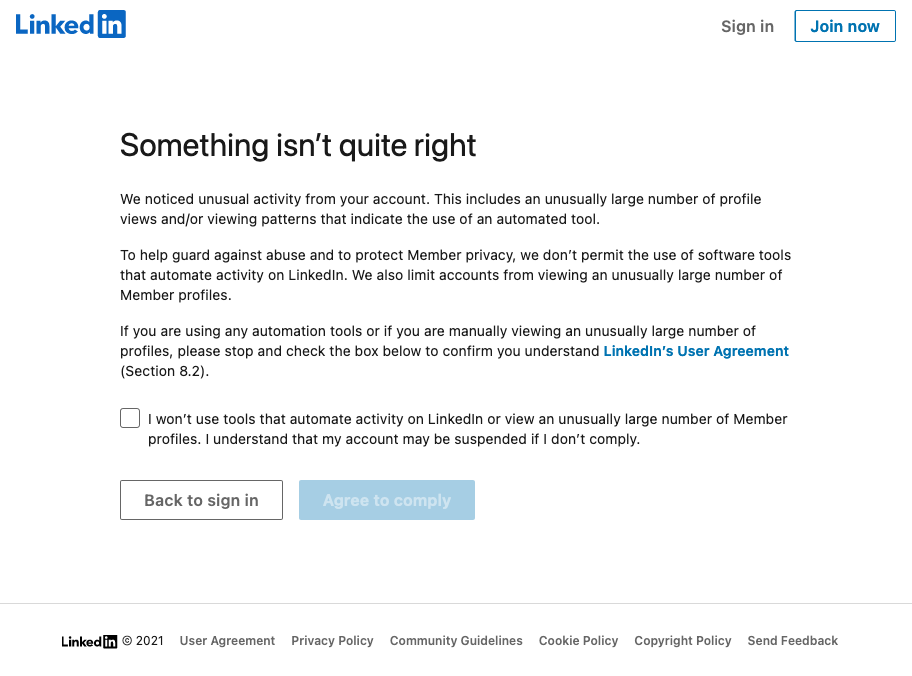 LinkedIn
Sign in
Join now
Something isn’t quite right
We noticed unusual activity from your account. This includes an unusually large number of profile
views and/or viewing patterns that indicate the use of an automated tool.
To help guard against abuse and to protect Member privacy, we don’t permit the use of software tools
that automate activity on LinkedIn. We also limit accounts from viewing an unusually large number of
Member profiles.
If you are using any automation tools or if you are manually viewing an unusually large number of
profiles, please stop and check the box below to confirm you understand LinkedIn’s User Agreement
(Section 8.2).
I won’t use tools that automate activity on LinkedIn or view an unusually large number of Member
profiles. I understand that my account may be suspended if I don’t comply.
Back to sign in
Agree to comply
LinkedIn © 2021 User Agreement Privacy Policy Community Guidelines Cookie Policy Copyright Policy Send Feedback